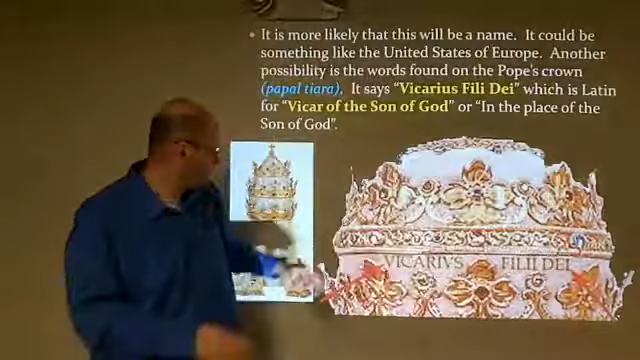 • It is more likely that this will be a name. It could be
something like the United States of Europe. Another
possibility is the words found on the Pope's crown
(papal tiara). It says “Vicarius Fili Dei” which is Latin
for “Vicar of the Son of God” or “In the place of the
Son of God”.
VICARIVS FILII DEI